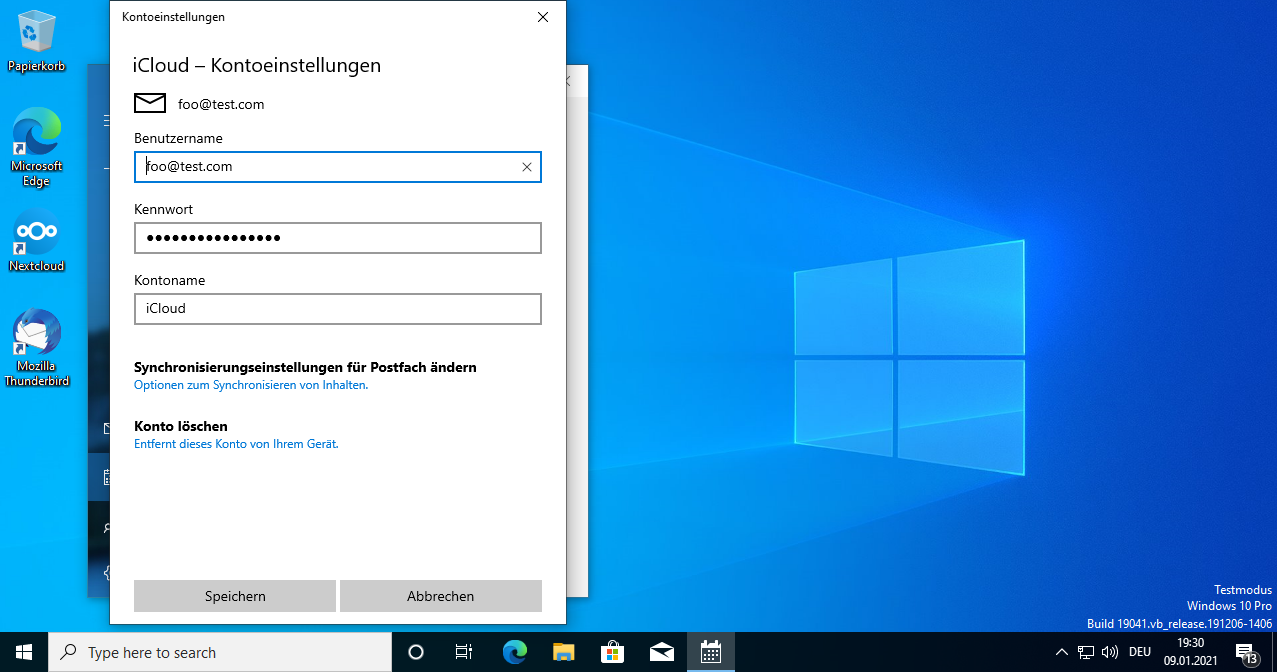 Kontoeinstellungen
iCloud – Kontoeinstellungen
foo@test.com
Benutzername
foo@test.com
Kennwort
••••••••••••••••
Kontoname
iCloud
Synchronisierungseinstellungen für Postfach ändern
Optionen zum Synchronisieren von Inhalten.
Konto löschen
Entfernt dieses Konto von Ihrem Gerät.
Speichern
Abbrechen
Papierkorb
Microsoft
Edge
Nextcloud
Mozilla
Thunderbird
Testmodus
Windows 10 Pro
Build 19041.vb_release.191206-1406
Type here to search
DEU
19:30
09.01.2021
13